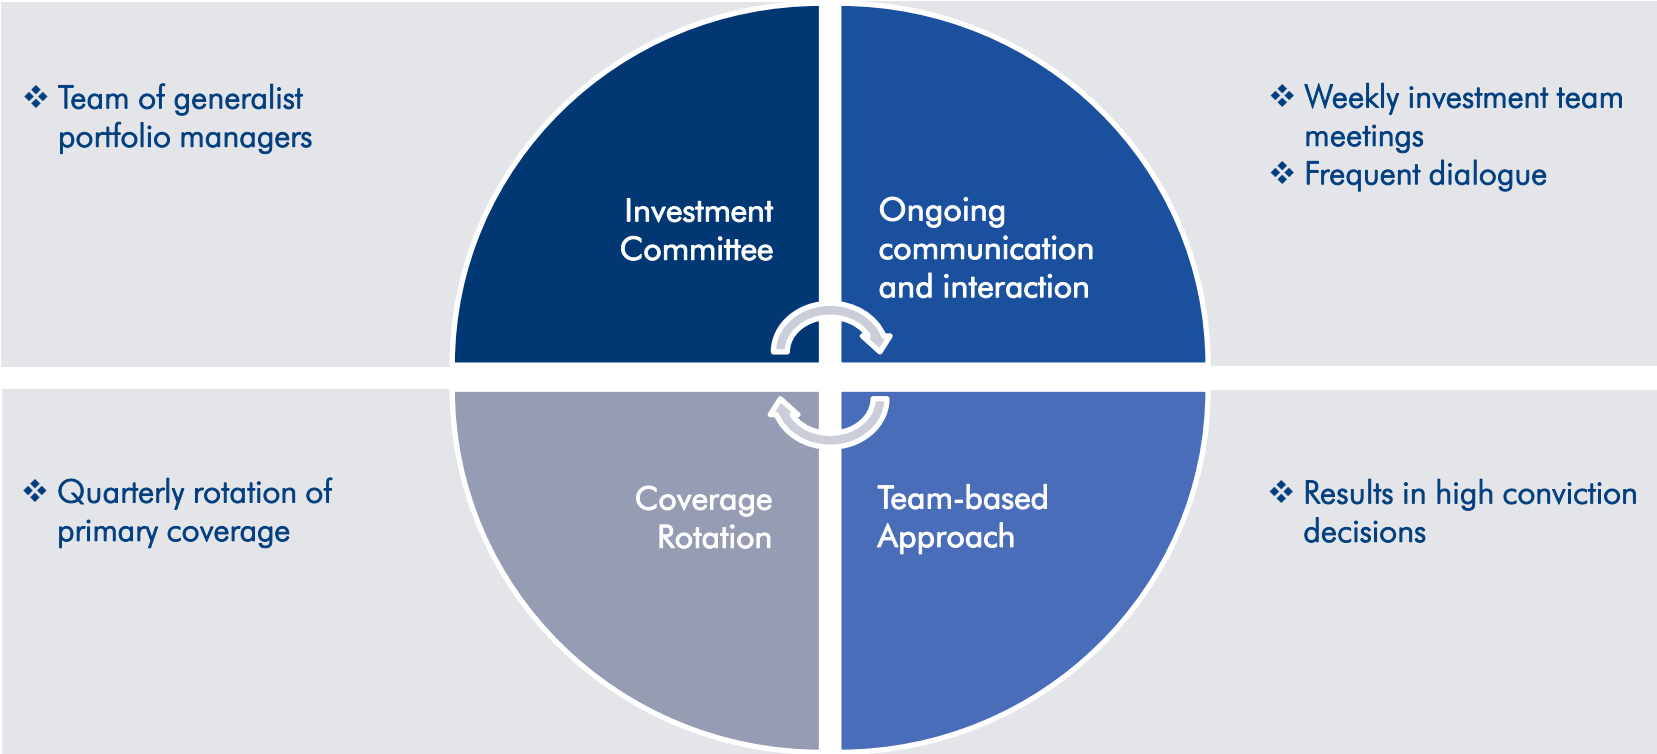 ❖ Team of generalist
portfolio managers
Investment
Committee
Ongoing
communication
and interaction
❖ Weekly investment team
meetings
❖ Frequent dialogue
❖ Quarterly rotation of
primary coverage
Coverage
Rotation
Team-based
Approach
❖ Results in high conviction
decisions